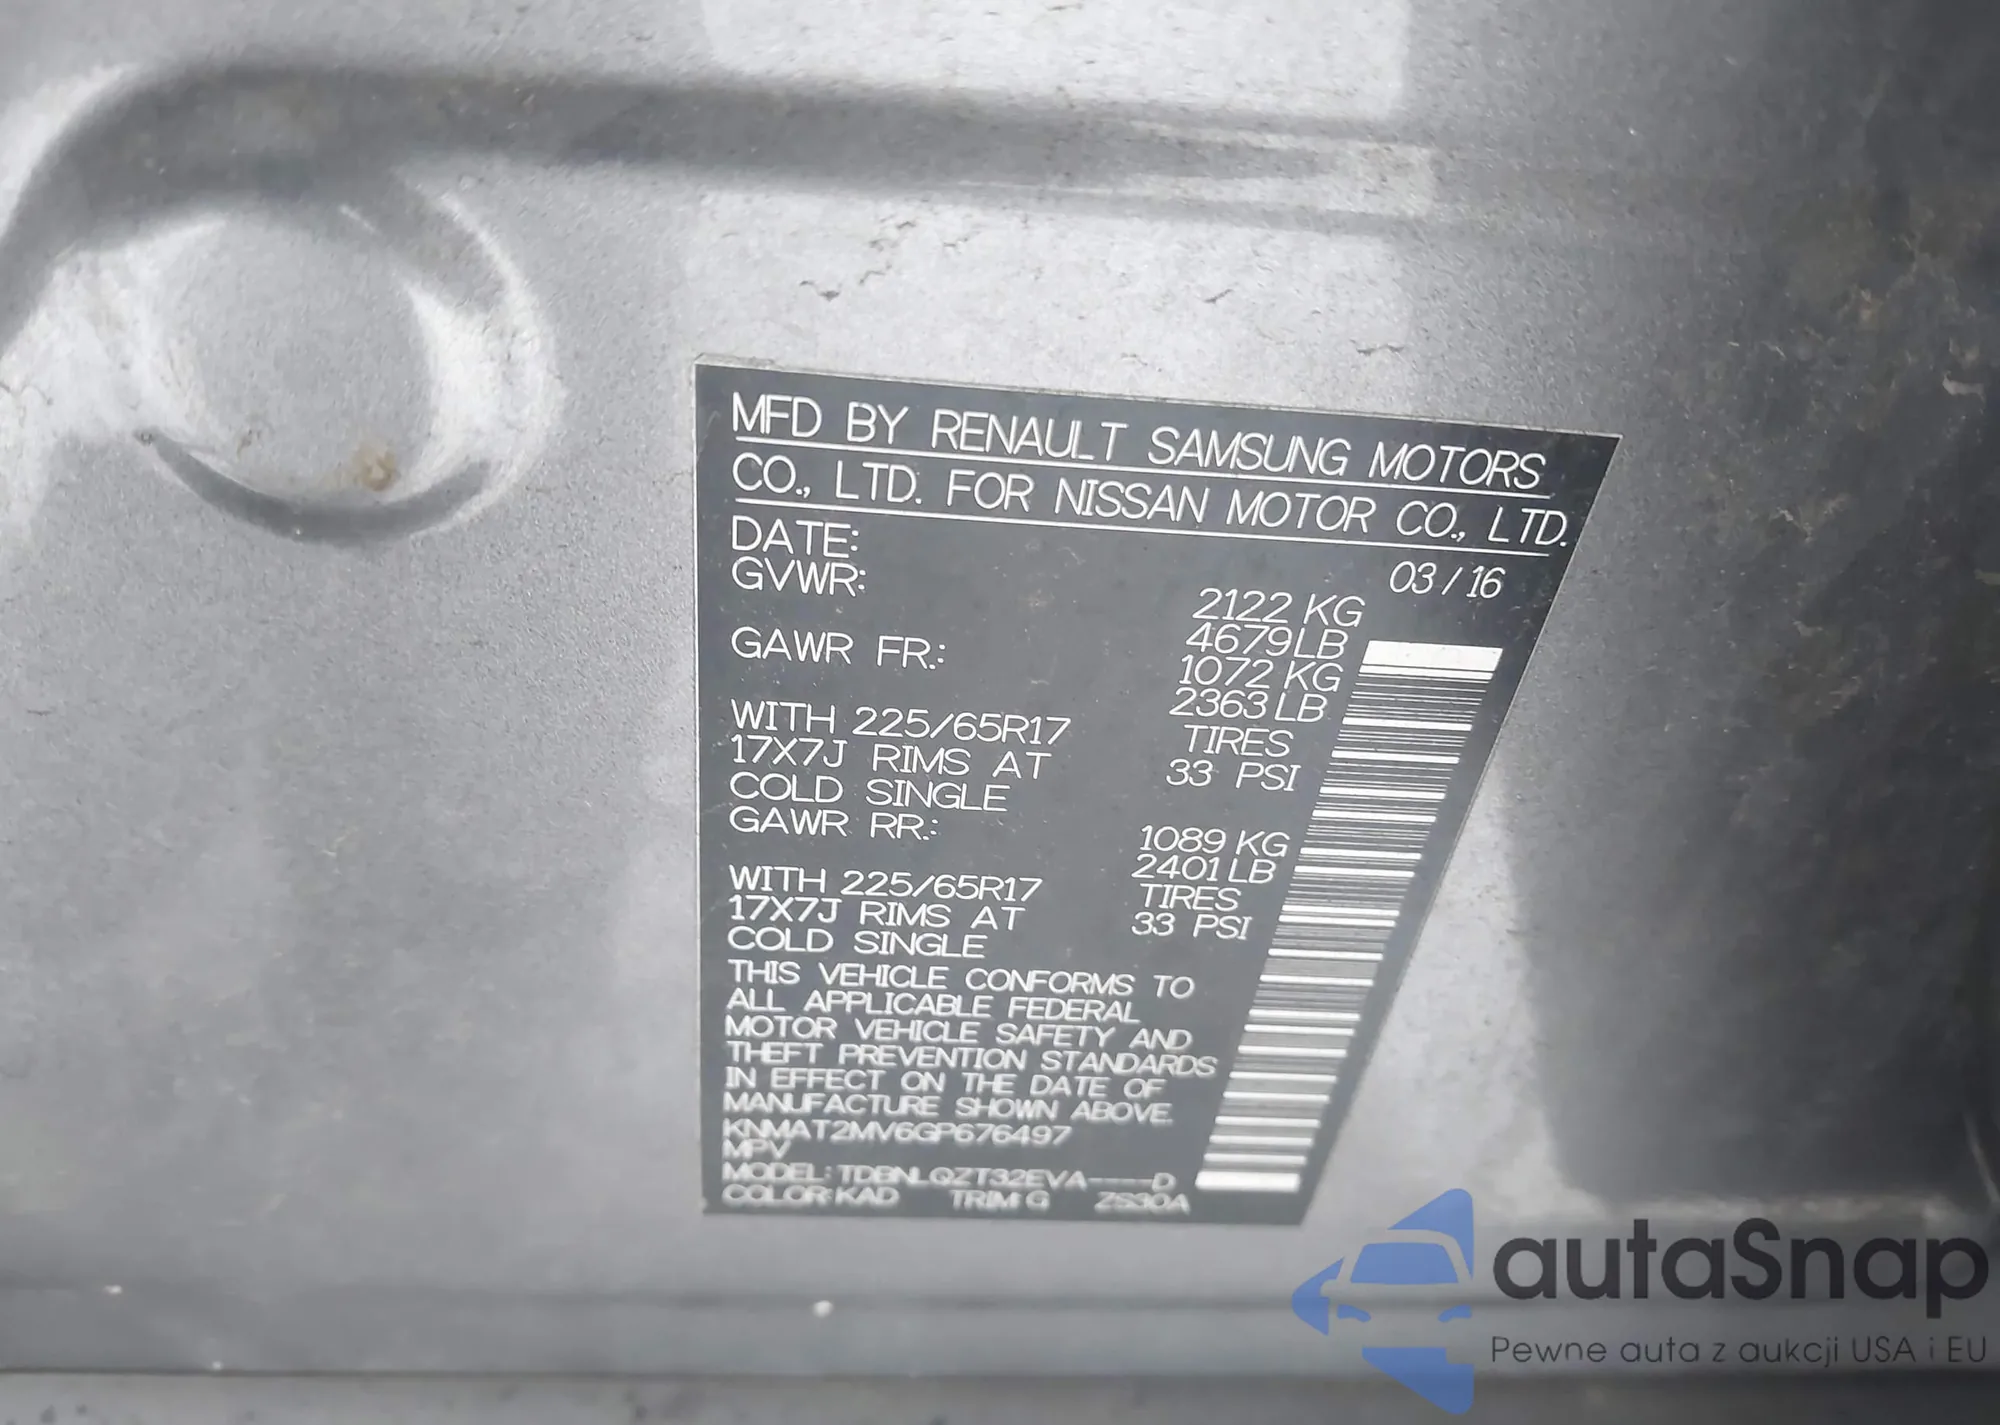 MFD BY RENAULT SAMSUNG MOTORS
CO., LTD. FOR NISSAN MOTOR CO., LTD.
DATE: 03 / 16
GVWR: 2122 KG
4679 LB
GAWR FR.: 1072 KG
2363 LB
WITH 225/65R17 TIRES
17X7J RIMS AT 33 PSI
COLD SINGLE
GAWR RR.: 1089 KG
2401 LB
WITH 225/65R17 TIRES
17X7J RIMS AT 33 PSI
COLD SINGLE
THIS VEHICLE CONFORMS TO
ALL APPLICABLE FEDERAL
MOTOR VEHICLE SAFETY AND
THEFT PREVENTION STANDARDS
IN EFFECT ON THE DATE OF
MANUFACTURE SHOWN ABOVE.
KNMAT2MV6GP676497
MPV
MODEL: TDBNLQZT32EVA----D
COLOR: KAD TRIM: G ZS30A
autaSnap
Pewne auta z aukcji USA i EU